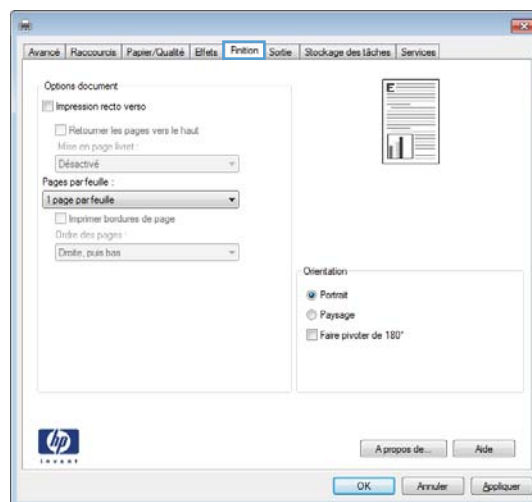 Avancé Raccourcis Papier/Qualité Effets Finition Sortie Stockage des tâches Services
Options document
Impression recto verso
Retourner les pages vers le haut
Mise en page livret :
Désactivé
Pages par feuille :
1 page par feuille
Imprimer bordures de page
Ordre des pages :
Droite, puis bas
E
Orientation
Portrait
Paysage
Faire pivoter de 180°
hp
invent
A propos de...
Aide
OK
Annuler
Appliquer